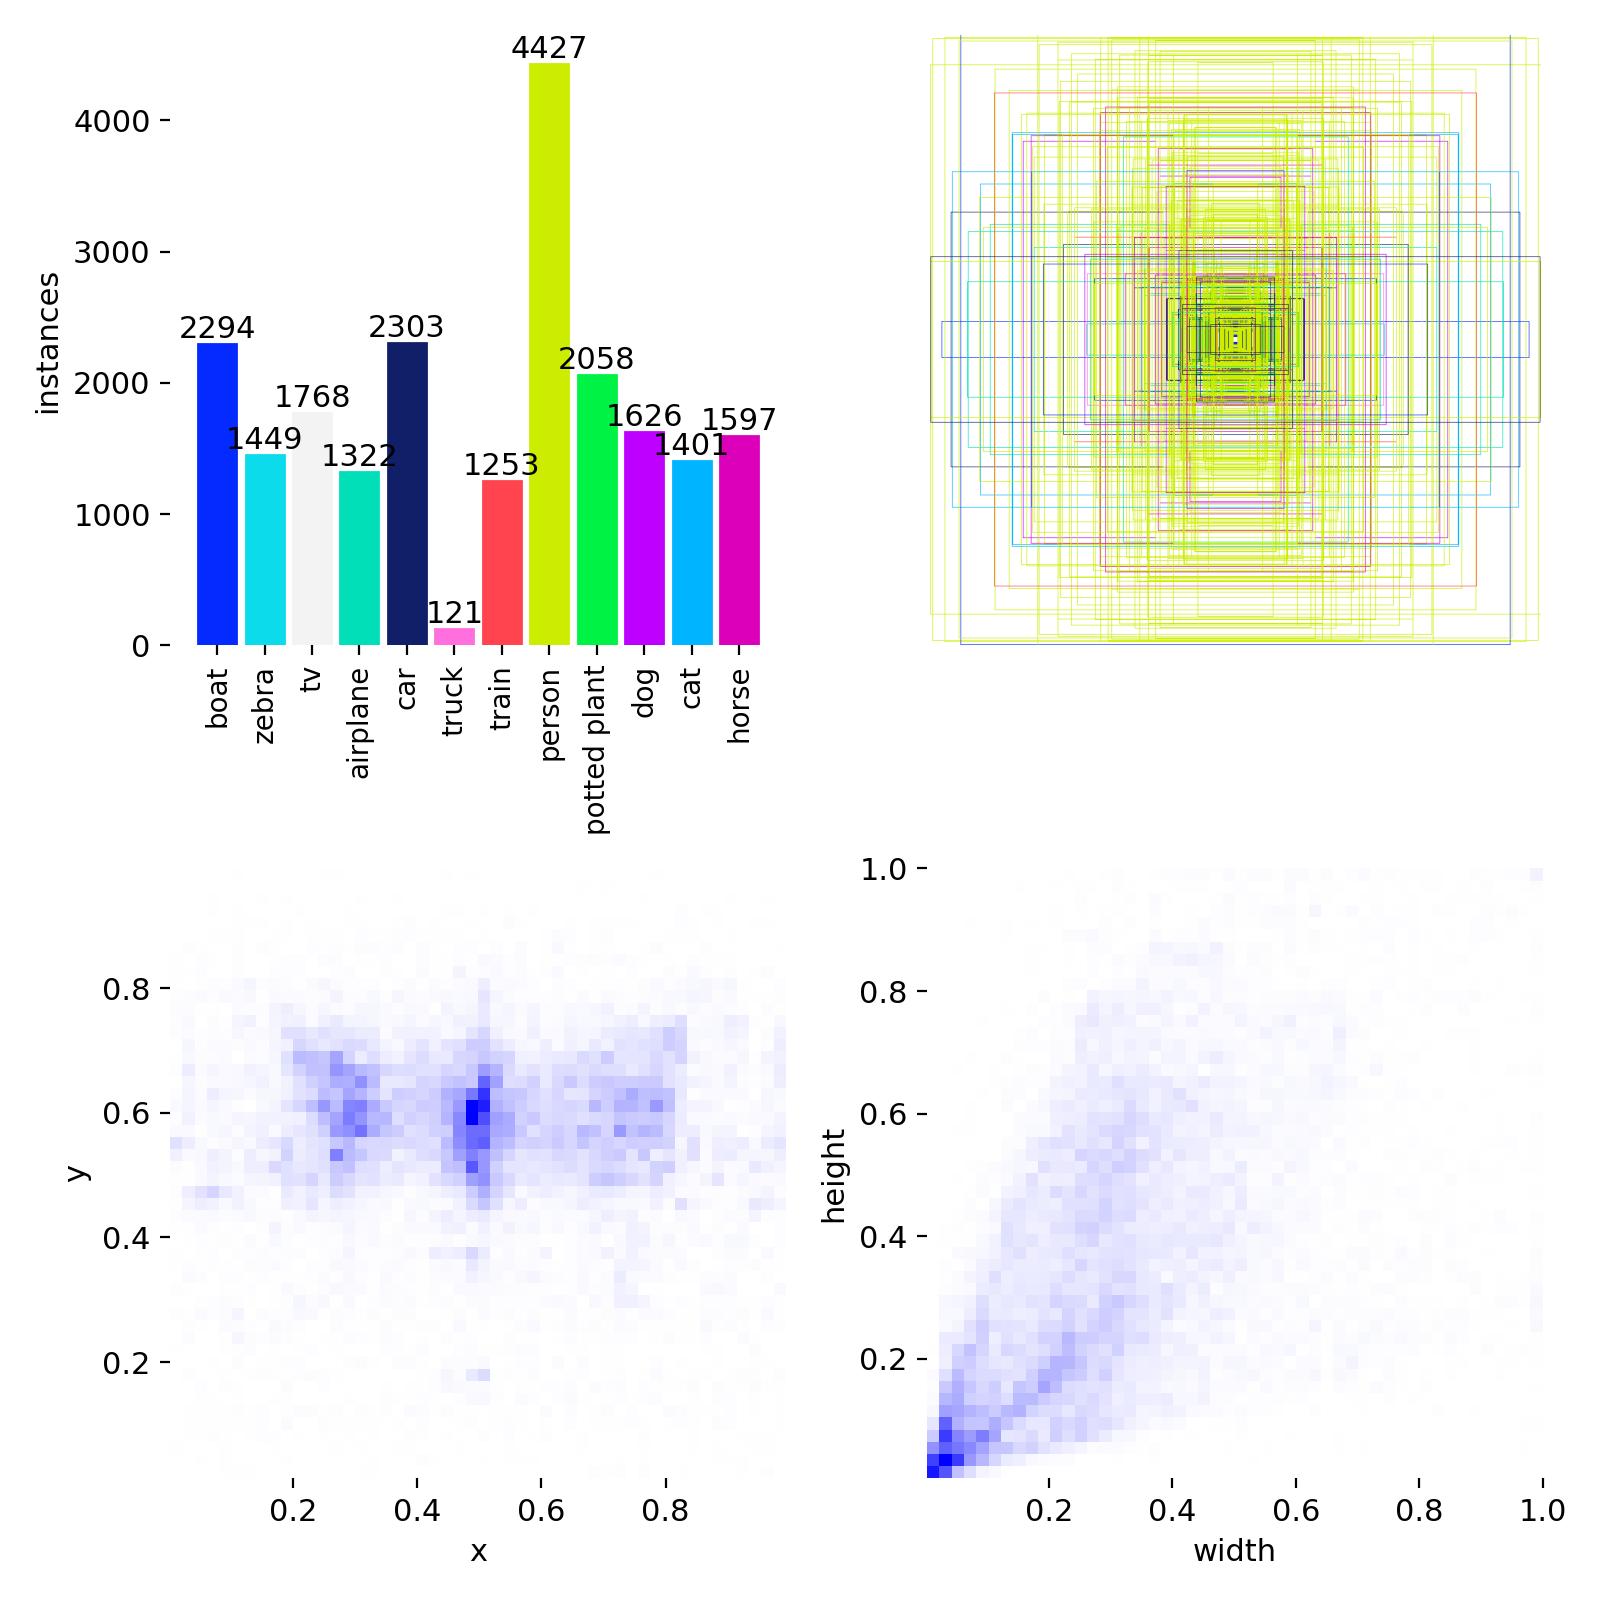 4427
4000
3000
2294
2303
2058
2000
1768
1626
1597
1449
1401
1322
1253
1000
121
0
instances
boat
zebra
tv
airplane
car
truck
train
person
potted plant
dog
cat
horse
0.8
0.6
0.4
0.2
y
0.2
0.4
0.6
0.8
x
1.0
0.8
0.6
0.4
0.2
height
0.2
0.4
0.6
0.8
1.0
width